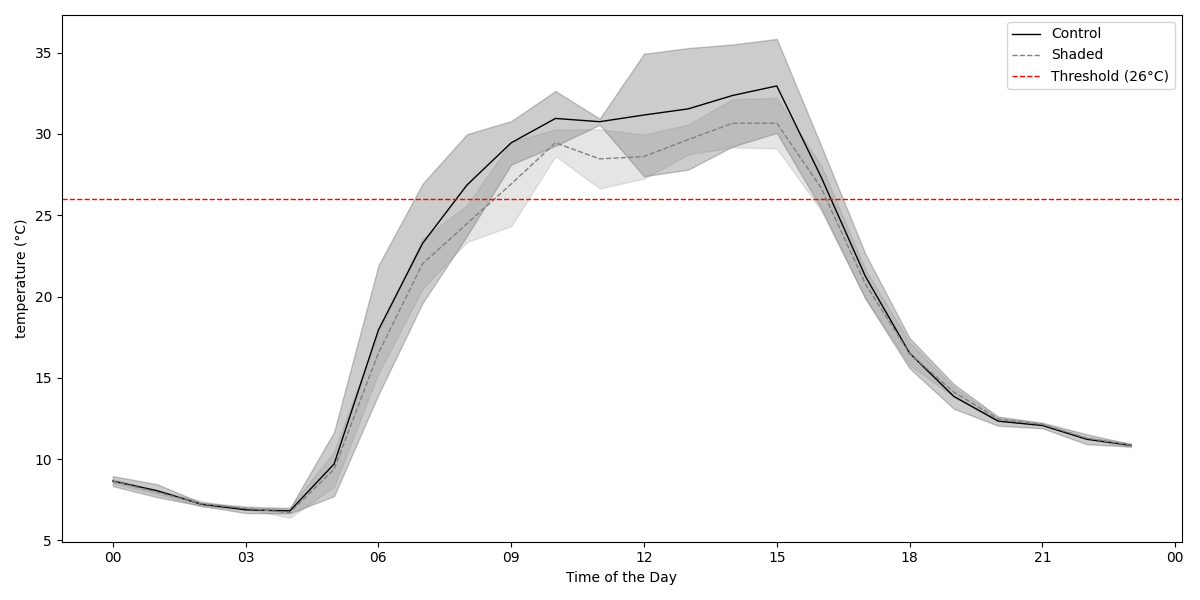 35
30
25
20
15
10
5
temperature (°C)
Control
Shaded
Threshold (26°C)
00 03 06 09 12 15 18 21 00
Time of the Day